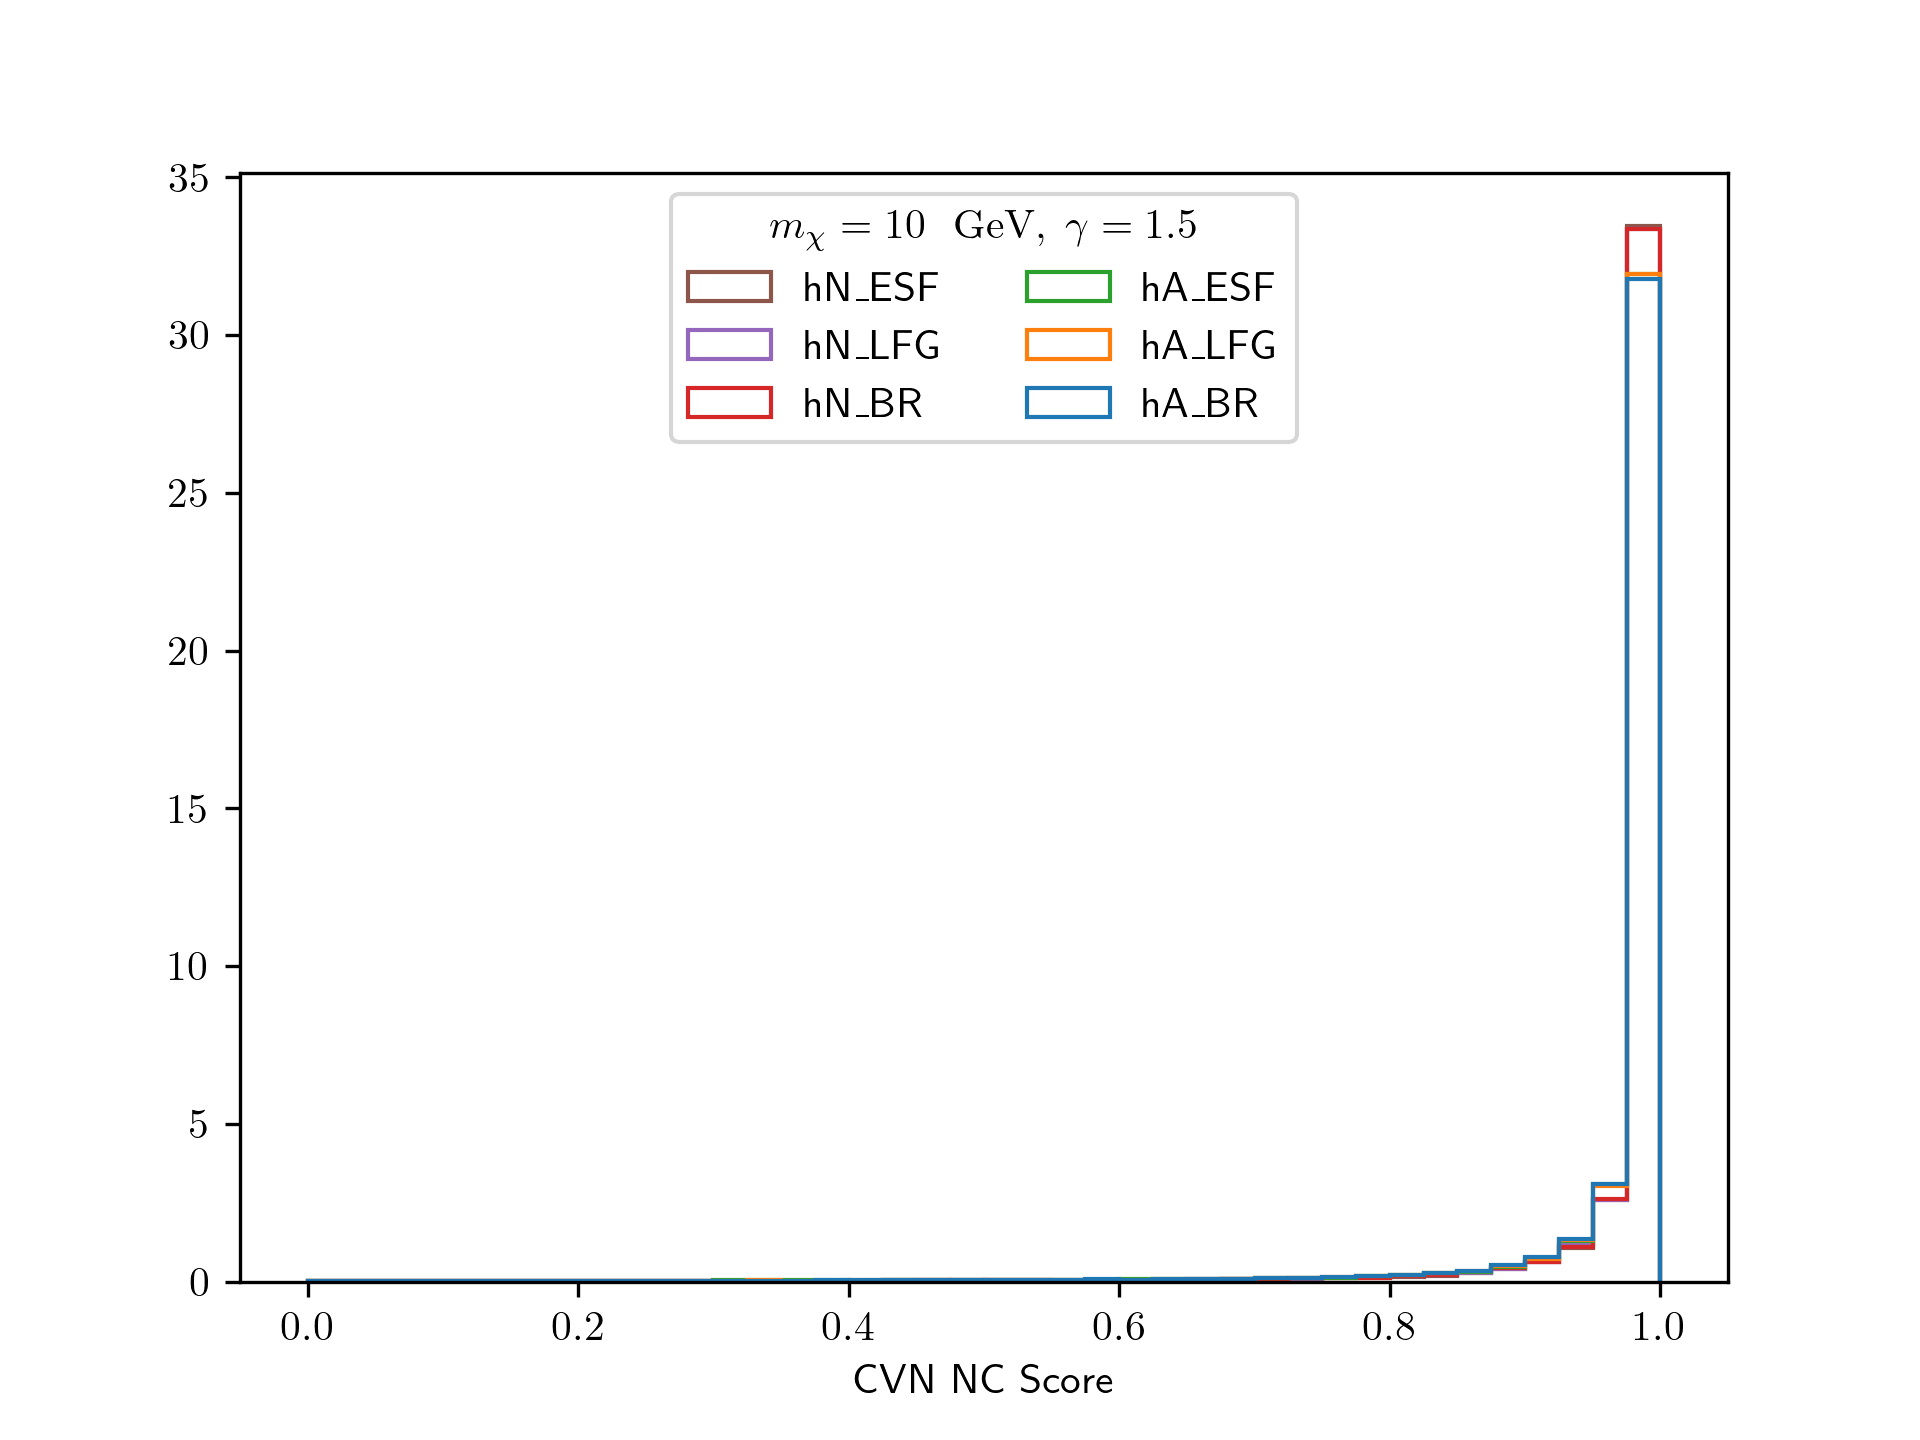 35
30
25
20
15
10
5
0
mχ = 10 GeV, γ = 1.5
hN_ESF hA_ESF
hN_LFG hA_LFG
hN_BR hA_BR
0.0 0.2 0.4 0.6 0.8 1.0
CVN NC Score